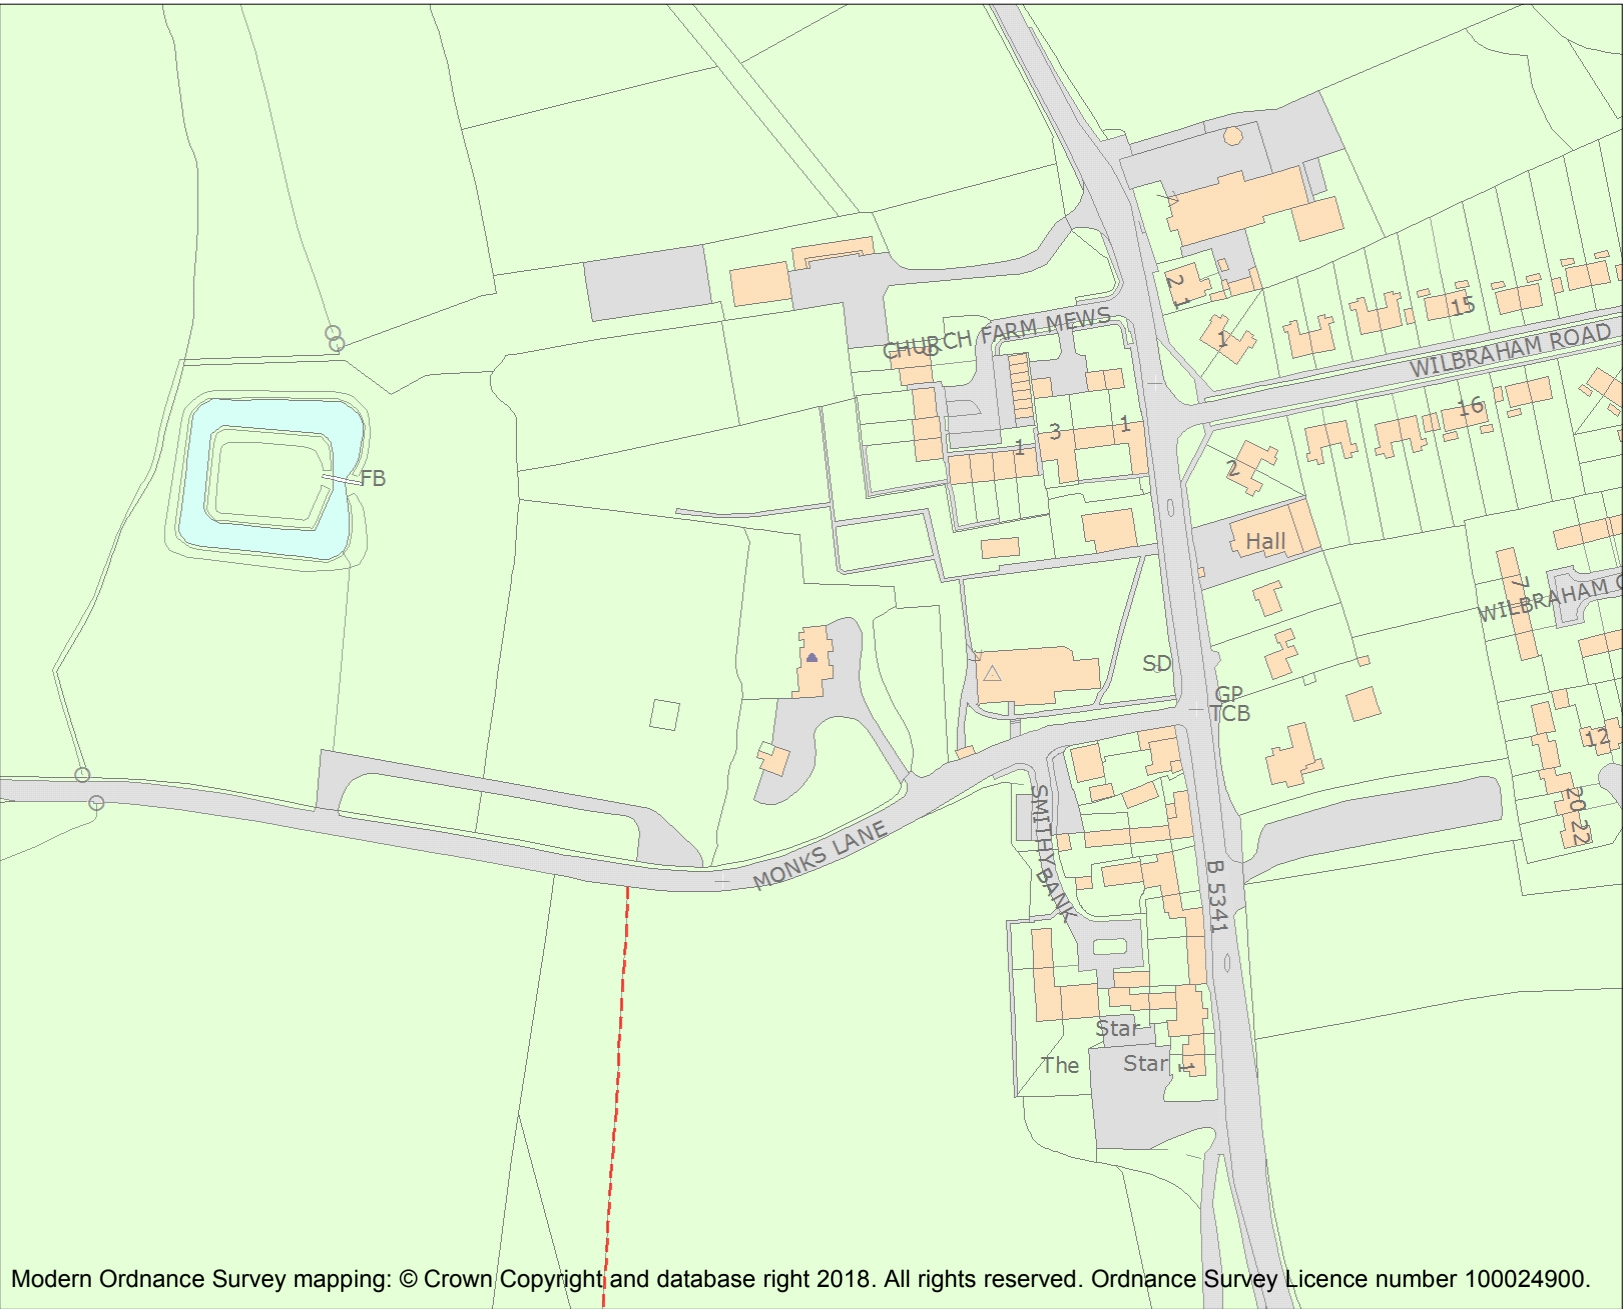 2 1
CHURCH FARM MEWS
15
1
WILBRAHAM ROAD
16
3
1
1
2
FB
Hall
7
WILBRAHAM C
SD
GP
TCB
12
SMITHY BANK
20 22
MONKS LANE
B 5341
Star
The Star
1
Modern Ordnance Survey mapping: © Crown Copyright and database right 2018. All rights reserved. Ordnance Survey Licence number 100024900.